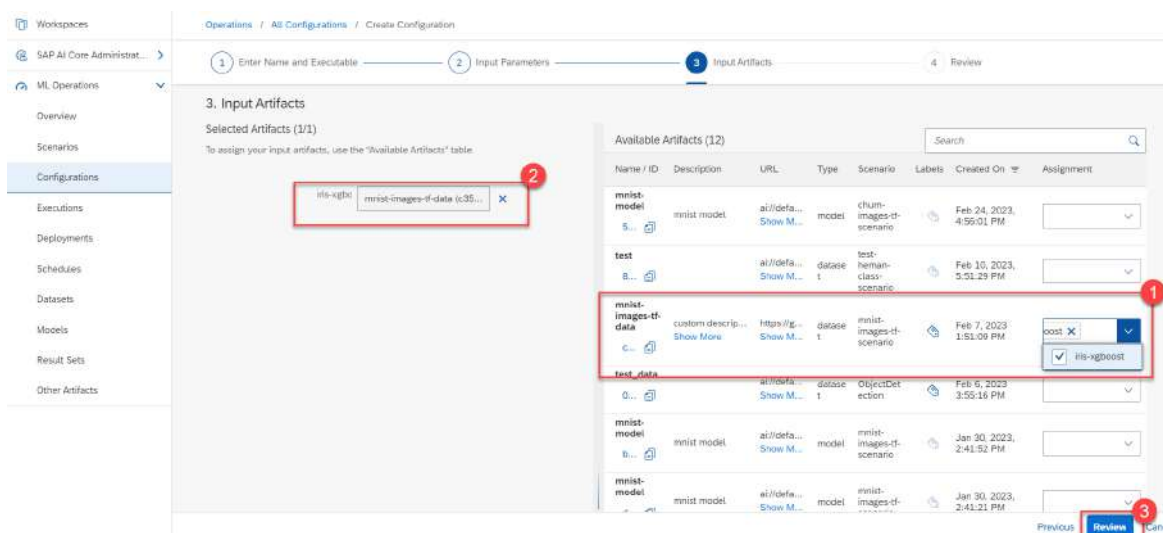 Workspaces
SAP AI Core Administrat...
ML Operations
Overview
Scenarios
Configurations
Executions
Deployments
Schedules
Datasets
Models
Result Sets
Other Artifacts
Operations / All Configurations / Create Configuration
1 Enter Name and Executable
2 Input Parameters
3 Input Artifacts
4 Review
3. Input Artifacts
Selected Artifacts (1/1)
To assign your input artifacts, use the "Available Artifacts" table.
2
iris-xgbo
mnist-images-tf-data (c35...
Available Artifacts (12)
Search
Name / ID Description URL Type Scenario Labels Created On Assignment
mnist-model
5...
mnist model
ai://defa...
Show M...
model
churn-images-tf-scenario
Feb 24, 2023,
4:56:01 PM
test
8...
ai://defa...
Show M...
datase
t
test-
heman-
class-
scenario
Feb 10, 2023,
5:51:29 PM
1
mnist-
images-tf-
data
c...
custom descrip...
Show More
https://g...
Show M...
datase
t
mnist-
images-tf-
scenario
Feb 7, 2023
1:51:09 PM
oost
iris-xgboost
test_data
0...
ai://defa...
Show M...
datase
t
ObjectDet
ection
Feb 6, 2023
3:55:16 PM
mnist-
model
b...
mnist model
ai://defa...
Show M...
model
mnist-
images-tf-
scenario
Jan 30, 2023,
2:41:52 PM
mnist-
model
mnist model
ai://defa...
Show M...
model
mnist-
images-tf-
Jan 30, 2023,
2:41:21 PM
3
Previous
Review
Can